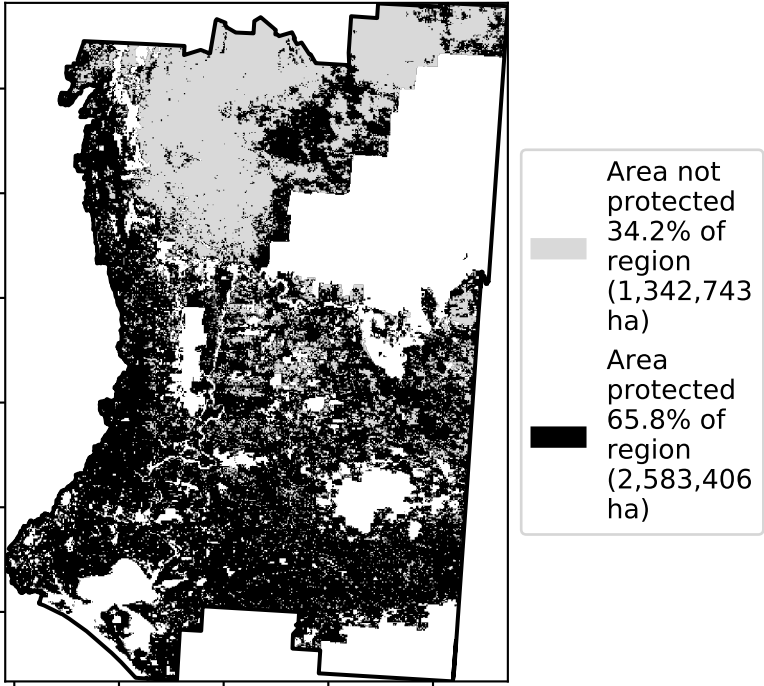 Area not
protected
34.2% of
region
(1,342,743
ha)
Area
protected
65.8% of
region
(2,583,406
ha)